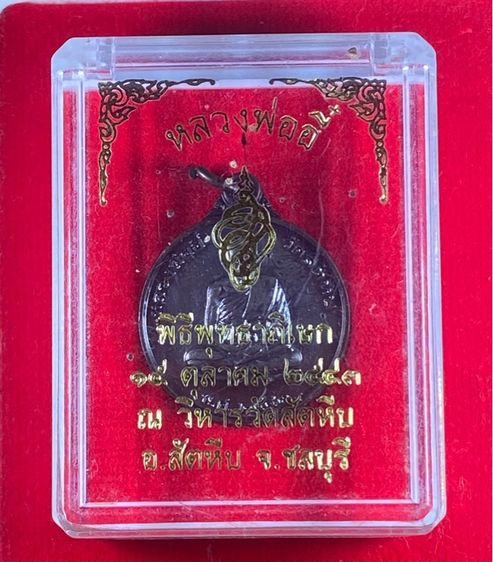 หลวงพ่ออี๋
พิธีพุทธาภิเษก
๑๔ ตุลาคม ๒๕๔๓
ณ วิหารวัดสัตหีบ
อ.สัตหีบ จ.ชลบุรี